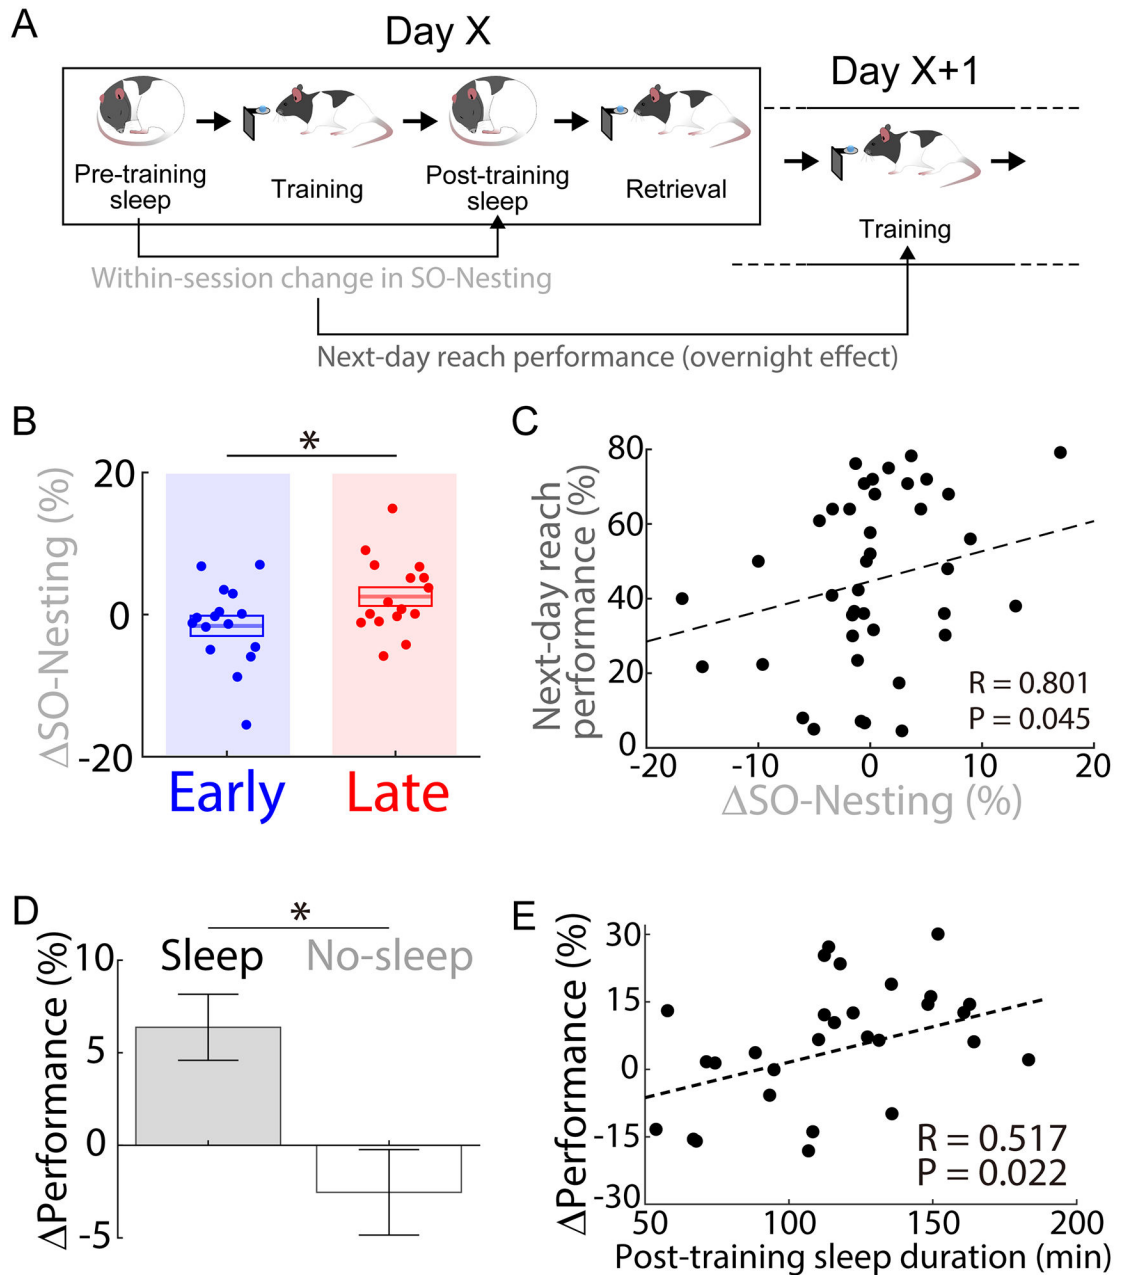 A
Day X
Day X+1
Pre-training
sleep
Training
Post-training
sleep
Retrieval
Training
Within-session change in SO-Nesting
Next-day reach performance (overnight effect)
B
*
20
0
-20
ΔSO-Nesting (%)
Early
Late
C
80
60
40
20
0
Next-day reach
performance (%)
R = 0.801
P = 0.045
-20
-10
0
10
20
ΔSO-Nesting (%)
D
*
Sleep
No-sleep
10
5
0
-5
ΔPerformance (%)
E
30
15
0
-15
-30
ΔPerformance (%)
R = 0.517
P = 0.022
50
100
150
200
Post-training sleep duration (min)